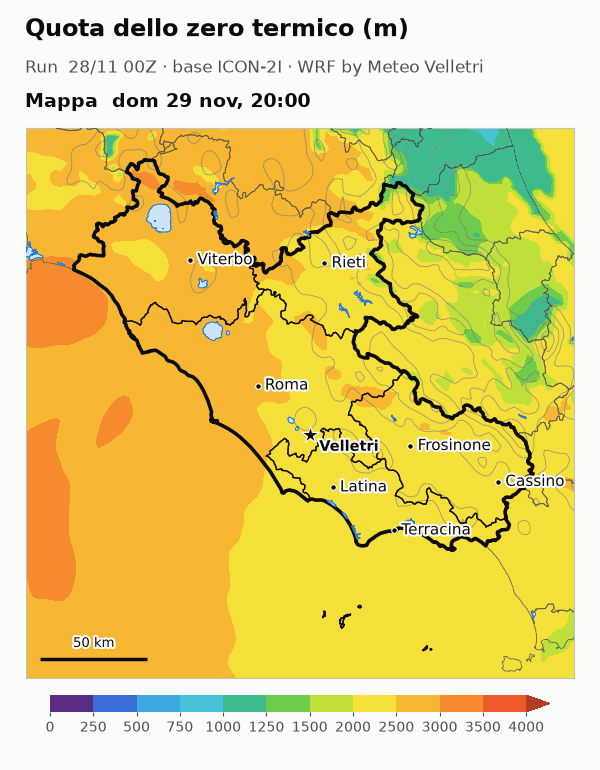 Quota dello zero termico (m)
Run  28/11 00Z · base ICON-2I · WRF by Meteo Velletri
Mappa  dom 29 nov, 20:00
Viterbo
Rieti
Roma
Velletri
Frosinone
Cassino
Latina
Terracina
50 km
0 250 500 750 1000 1250 1500 2000 2500 3000 3500 4000